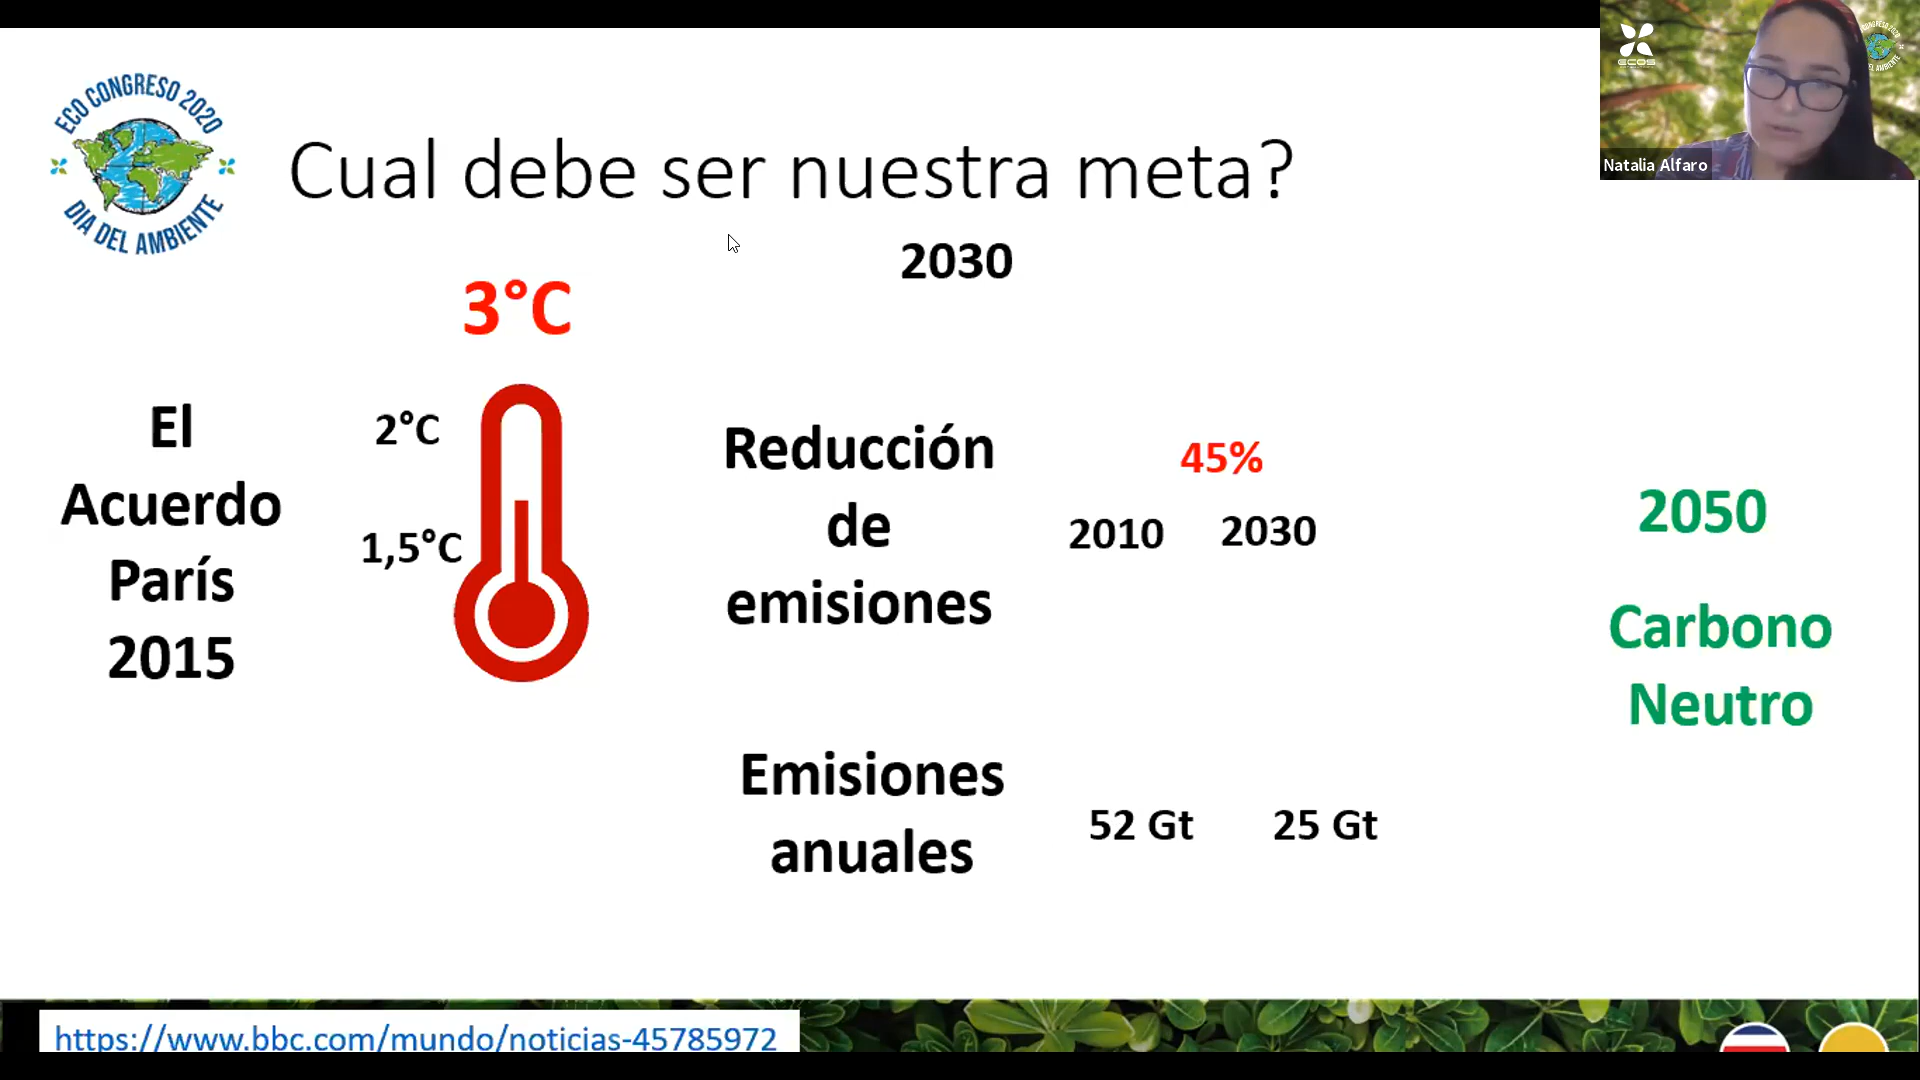 ECO CONGRESO 2020
DIA DEL AMBIENTE
Cual debe ser nuestra meta?
2030
3°C
El
Acuerdo
París
2015
2°C
1,5°C
Reducción
de
emisiones
45%
2010 2030
Emisiones
anuales
52 Gt 25 Gt
2050
Carbono
Neutro
https://www.bbc.com/mundo/noticias-45785972
ecos
Natalia Alfaro